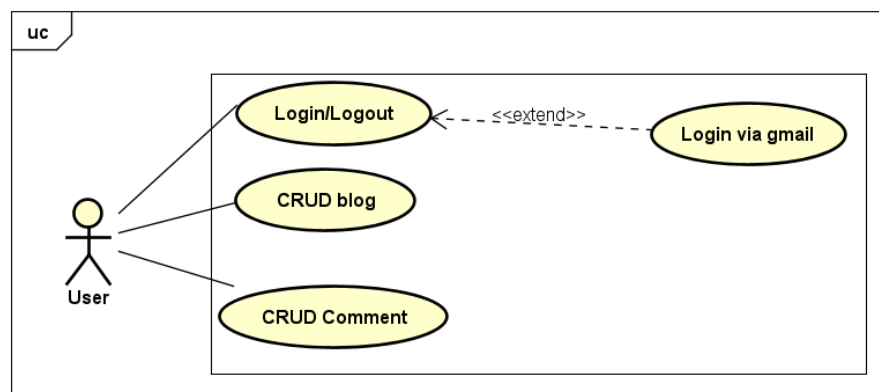 uc
Login/Logout
<<extend>>
Login via gmail
CRUD blog
User
CRUD Comment